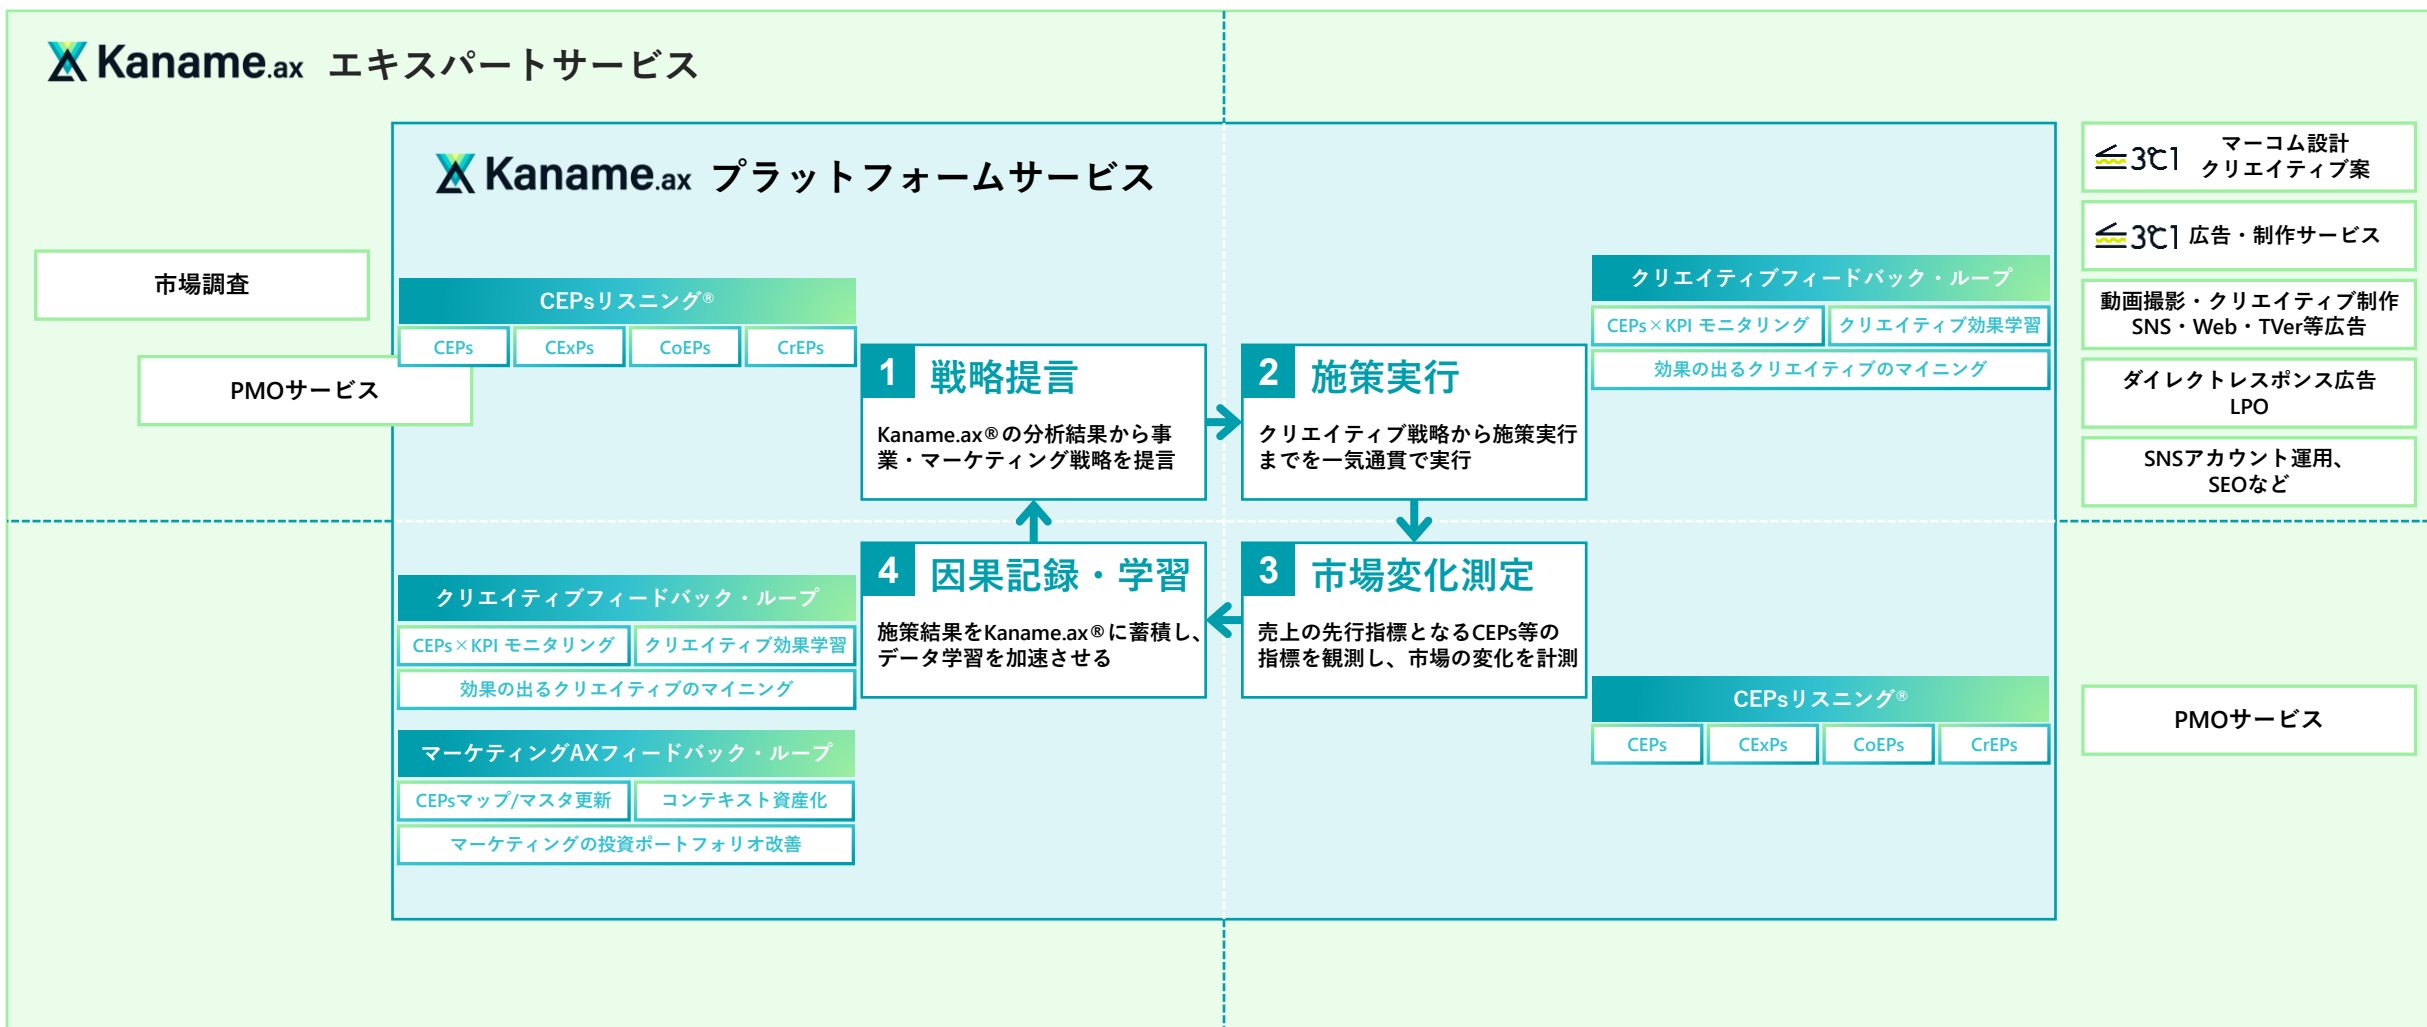 Kaname.ax エキスパートサービス
Kaname.ax プラットフォームサービス
市場調査
PMOサービス
CEPsリスニング®
CEPs
CExPs
CoEPs
CrEPs
1 戦略提言
Kaname.ax®の分析結果から事
業・マーケティング戦略を提言
2 施策実行
クリエイティブ戦略から施策実行
までを一気通貫で実行
クリエイティブフィードバック・ループ
CEPs×KPI モニタリング
クリエイティブ効果学習
効果の出るクリエイティブのマイニング
3℃1 マーコム設計
クリエイティブ案
3℃1 広告・制作サービス
動画撮影・クリエイティブ制作
SNS・Web・TVer等広告
ダイレクトレスポンス広告
LPO
SNSアカウント運用、
SEOなど
クリエイティブフィードバック・ループ
CEPs×KPI モニタリング
クリエイティブ効果学習
効果の出るクリエイティブのマイニング
マーケティングAXフィードバック・ループ
CEPsマップ/マスタ更新
コンテキスト資産化
マーケティングの投資ポートフォリオ改善
4 因果記録・学習
施策結果をKaname.ax®に蓄積し、
データ学習を加速させる
3 市場変化測定
売上の先行指標となるCEPs等の
指標を観測し、市場の変化を計測
CEPsリスニング®
CEPs
CExPs
CoEPs
CrEPs
PMOサービス